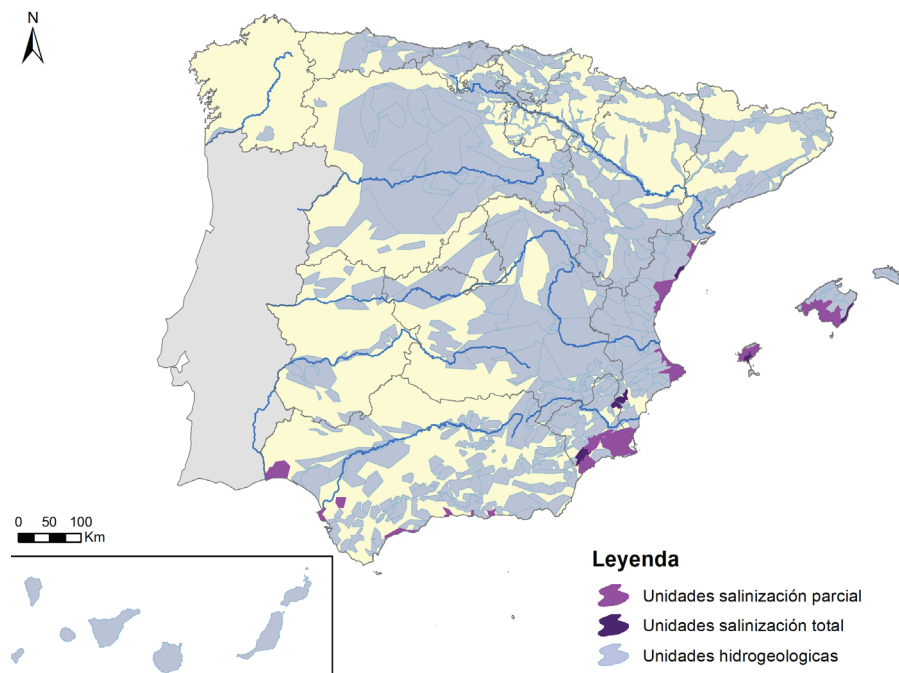 N
0 50 100
Km
Leyenda
Unidades salinización parcial
Unidades salinización total
Unidades hidrogeologicas